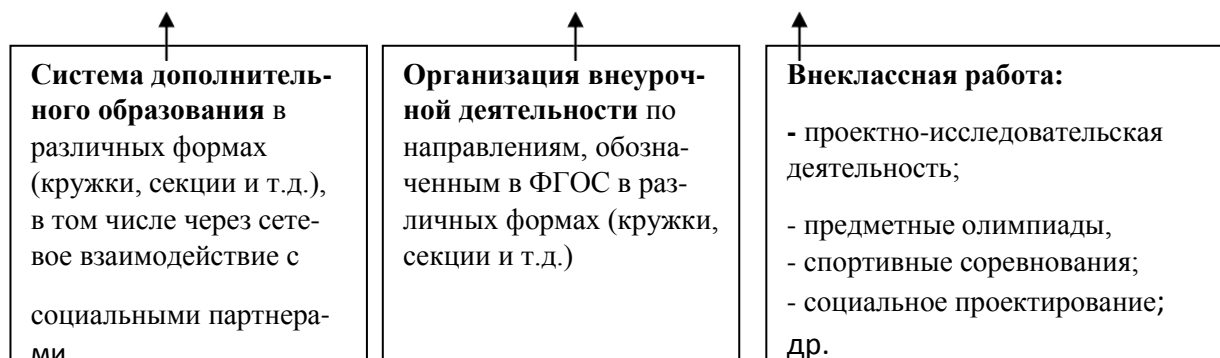 Система дополнитель-
ного образования в
различных формах
(кружки, секции и т.д.),
в том числе через сете-
вое взаимодействие с
социальными партнера-
ми
Организация внеуроч-
ной деятельности по
направлениям, обозна-
ченным в ФГОС в раз-
личных формах (кружки,
секции и т.д.)
Внеклассная работа:
- проектно-исследовательская
деятельность;
- предметные олимпиады,
- спортивные соревнования;
- социальное проектирование;
др.